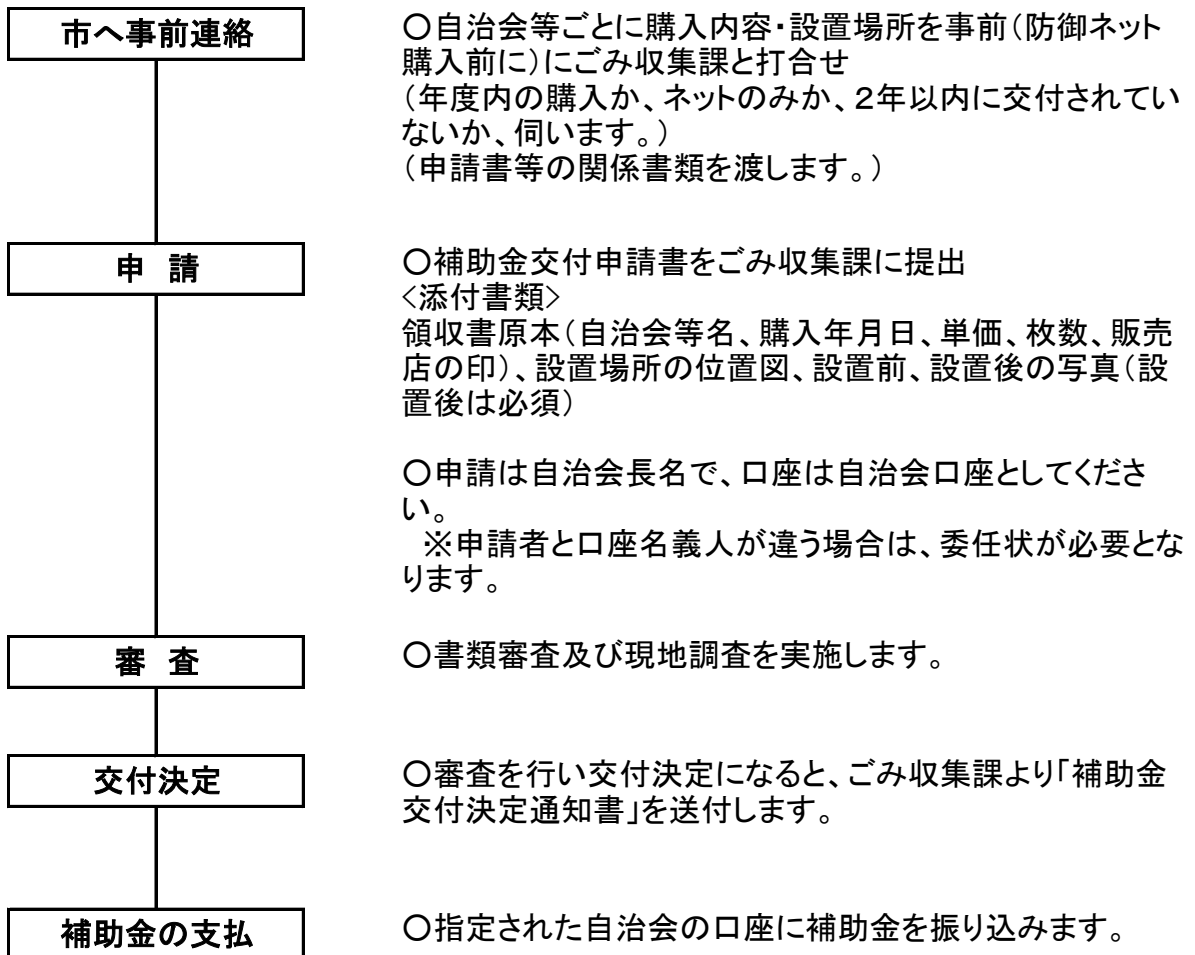 市へ事前連絡
〇自治会等ごとに購入内容・設置場所を事前(防御ネット
購入前に)にごみ収集課と打合せ
(年度内の購入か、ネットのみか、2年以内に交付されてい
ないか、伺います。)
(申請書等の関係書類を渡します。)
申 請
〇補助金交付申請書をごみ収集課に提出
<添付書類>
領収書原本(自治会等名、購入年月日、単価、枚数、販売
店の印)、設置場所の位置図、設置前、設置後の写真(設
置後は必須)
〇申請は自治会長名で、口座は自治会口座としてくださ
い。
※申請者と口座名義人が違う場合は、委任状が必要とな
ります。
審 査
〇書類審査及び現地調査を実施します。
交付決定
〇審査を行い交付決定になると、ごみ収集課より「補助金
交付決定通知書」を送付します。
補助金の支払
〇指定された自治会の口座に補助金を振り込みます。